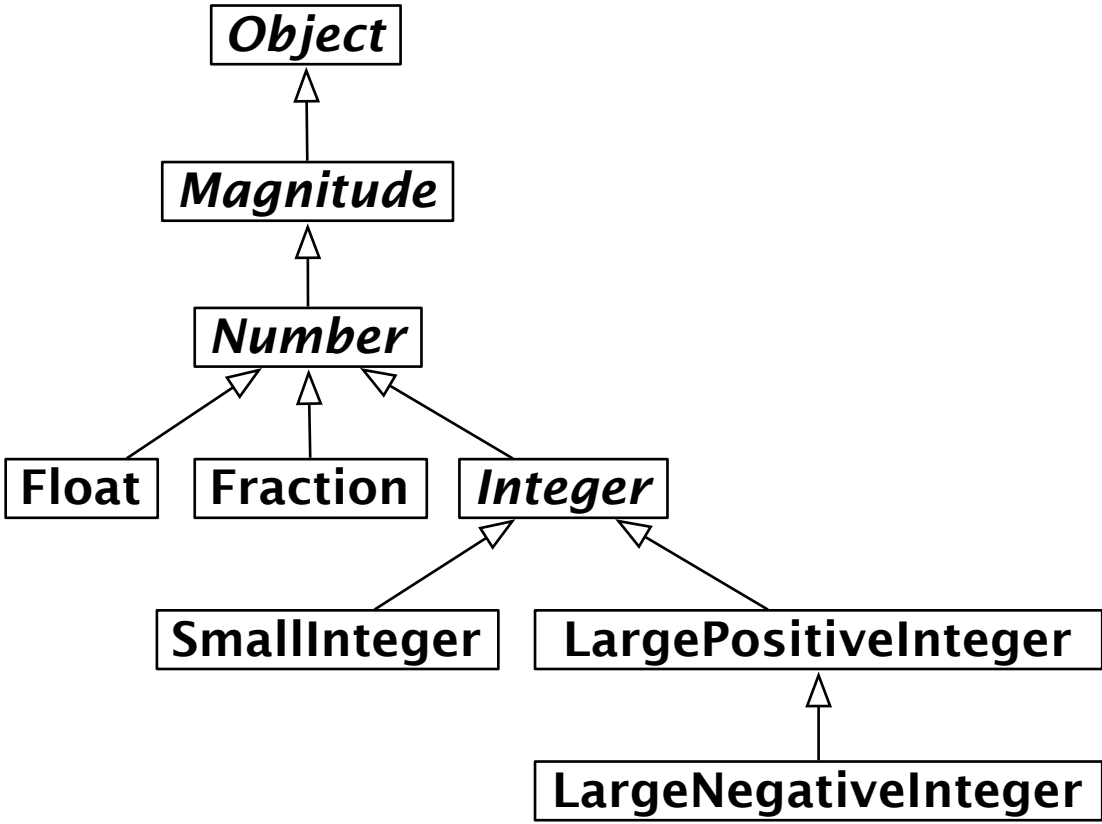 Object
Magnitude
Number
Float
Fraction
Integer
SmallInteger
LargePositiveInteger
LargeNegativeInteger